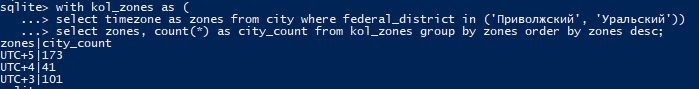 sqlite> with kol_zones as (
...> select timezone as zones from city where federal_district in ('Приволжский', 'Уральский'))
...> select zones, count(*) as city_count from kol_zones group by zones order by zones desc;
zones|city_count
UTC+5|173
UTC+4|41
UTC+3|101